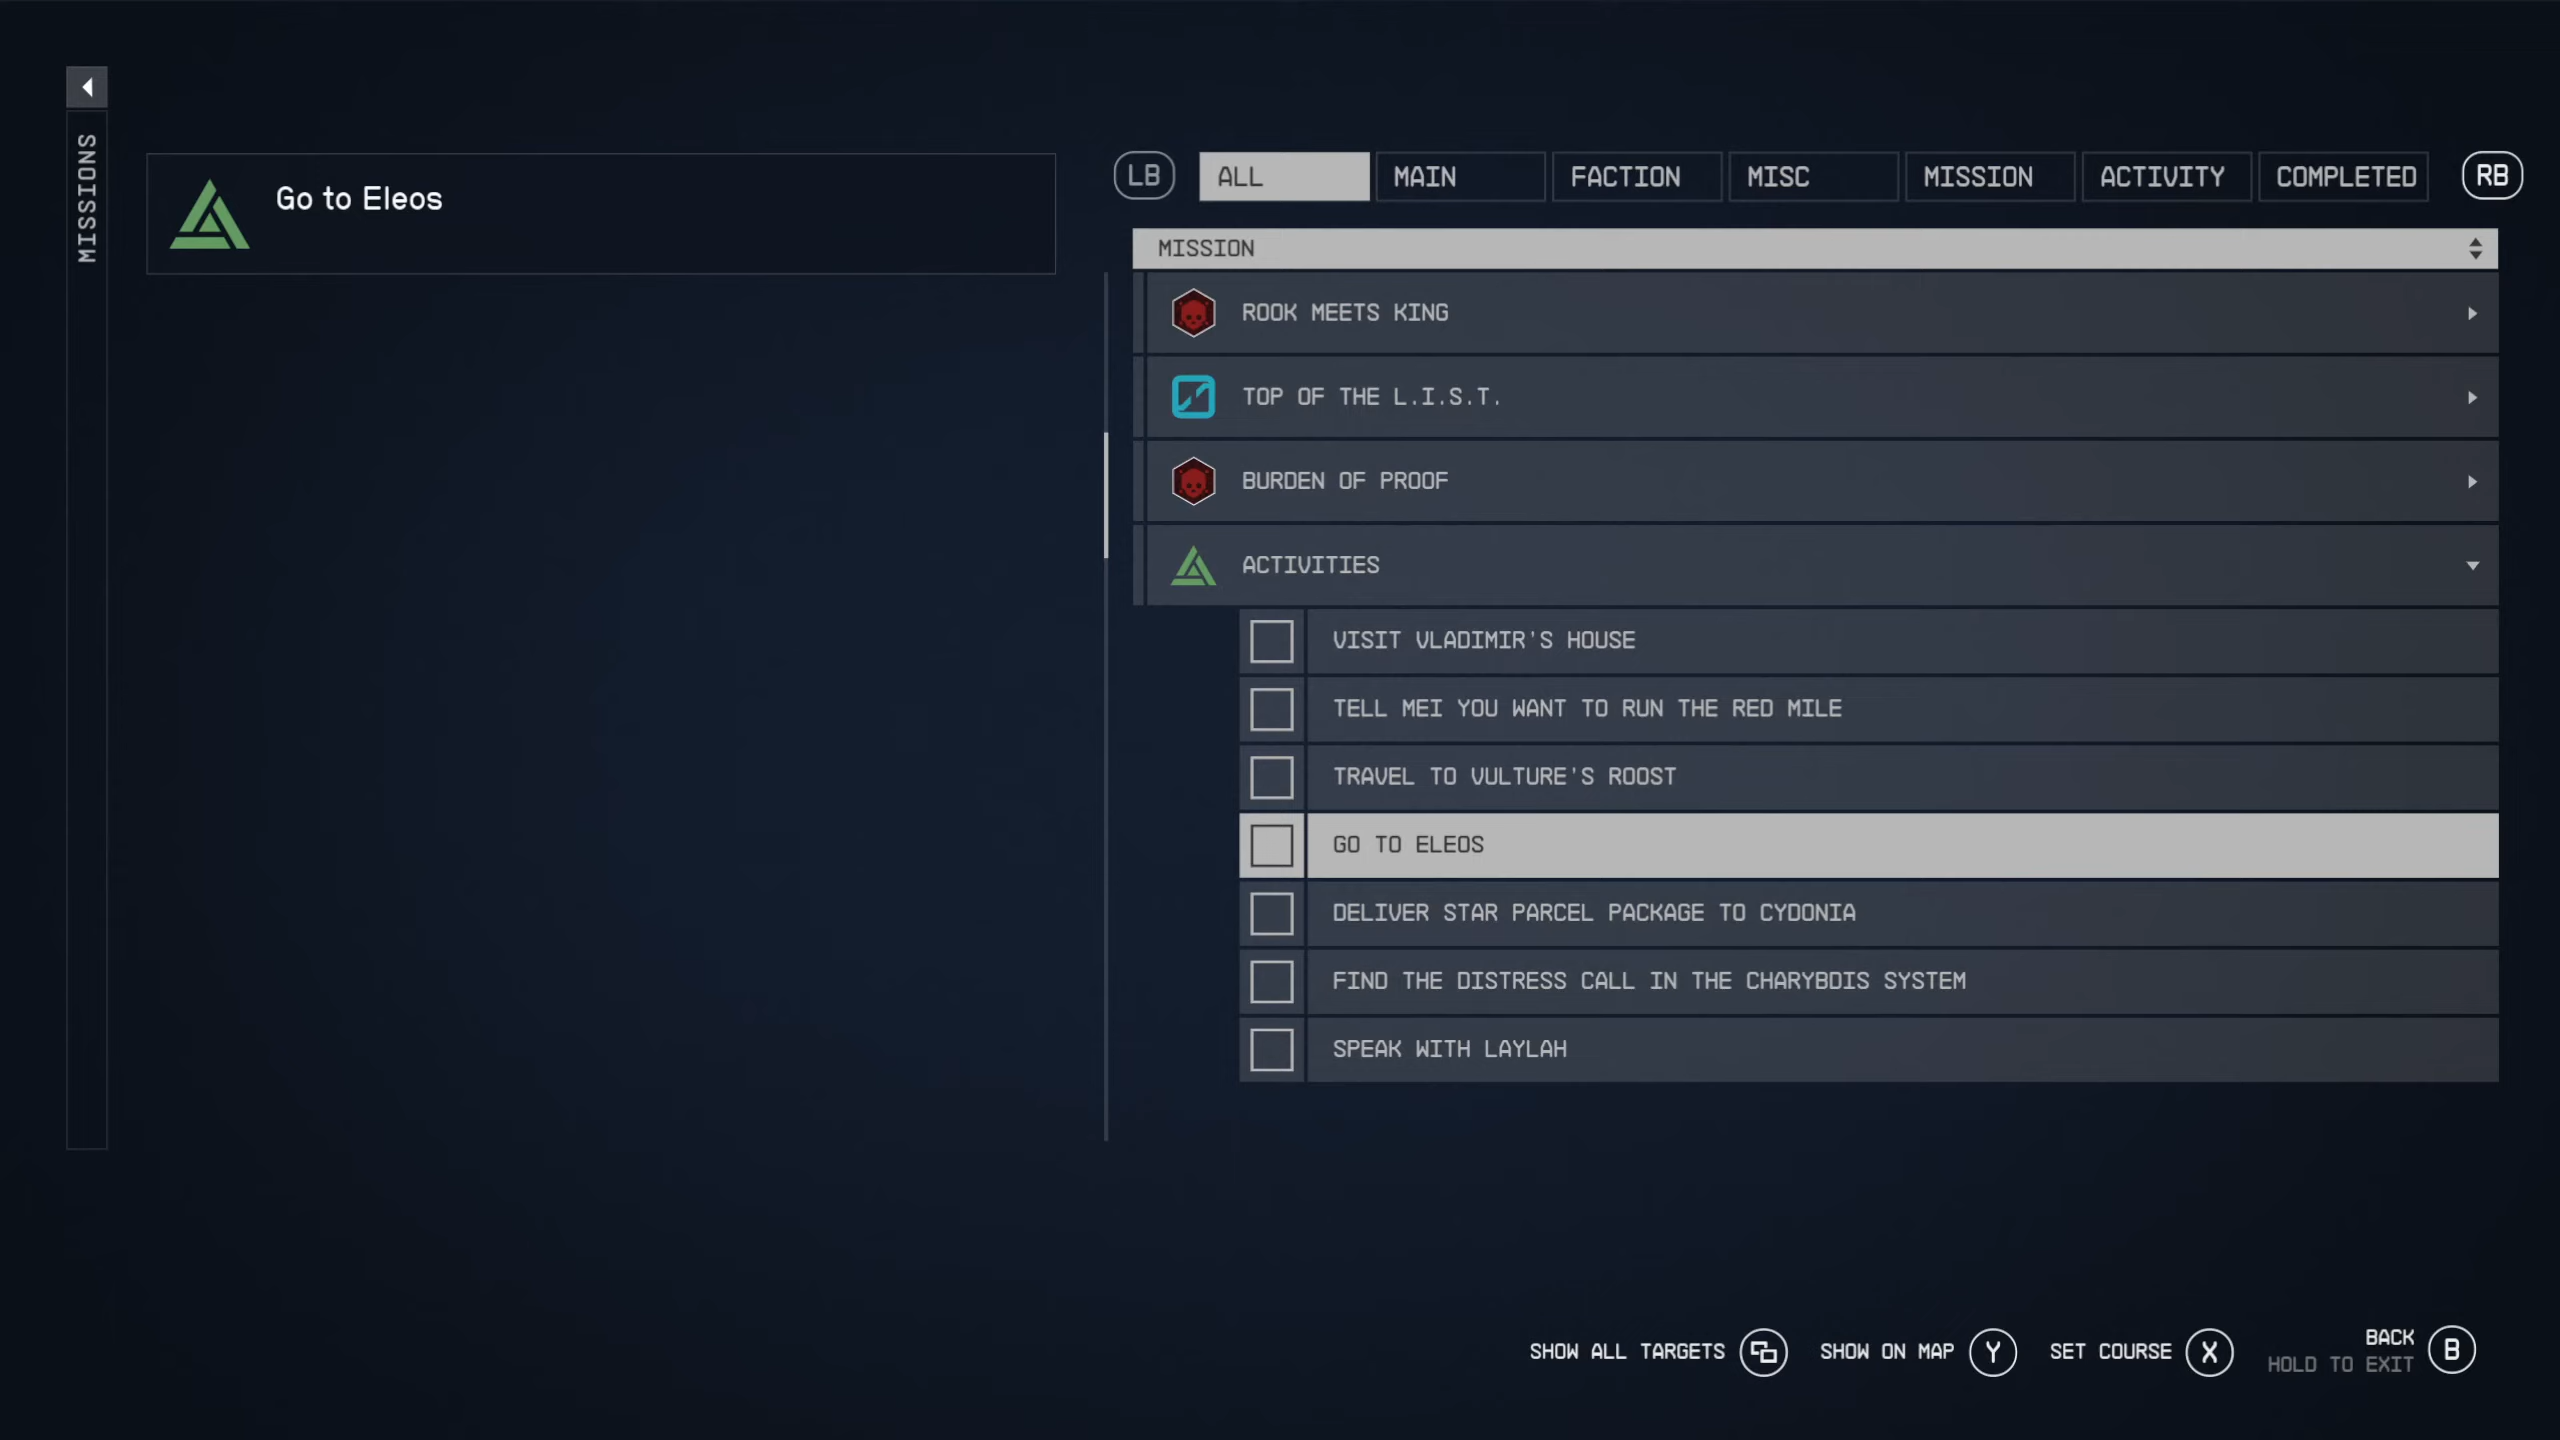 MISSIONS
Go to Eleos
LB
ALL
MAIN
FACTION
MISC
MISSION
ACTIVITY
COMPLETED
RB
MISSION
ROOK MEETS KING
TOP OF THE L.I.S.T.
BURDEN OF PROOF
ACTIVITIES
VISIT VLADIMIR'S HOUSE
TELL MEI YOU WANT TO RUN THE RED MILE
TRAVEL TO VULTURE'S ROOST
GO TO ELEOS
DELIVER STAR PARCEL PACKAGE TO CYDONIA
FIND THE DISTRESS CALL IN THE CHARYBDIS SYSTEM
SPEAK WITH LAYLAH
SHOW ALL TARGETS
SHOW ON MAP Y
SET COURSE X
BACK B
HOLD TO EXIT